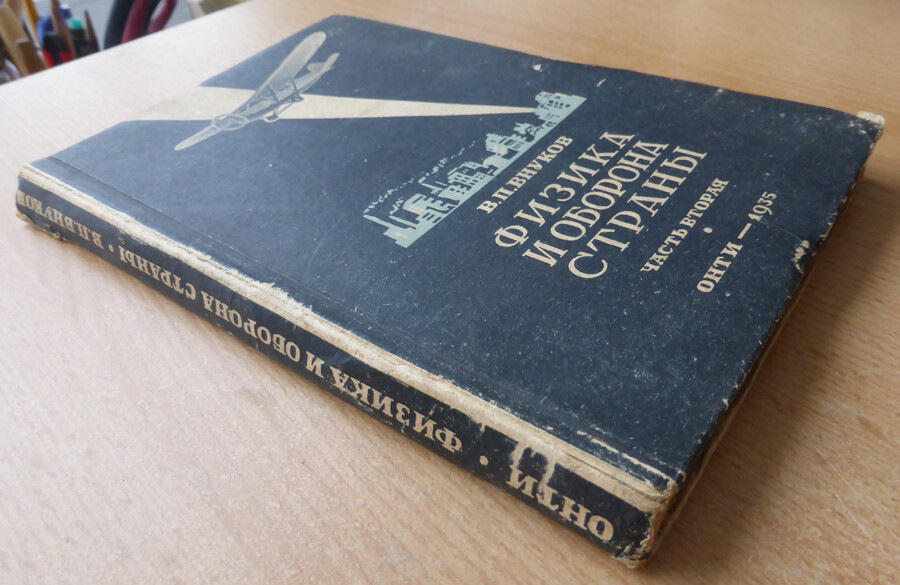 В.П.ВНУКОВ
ФИЗИКА
И ОБОРОНА
СТРАНЫ
ЧАСТЬ ВТОРАЯ
•
ОНТИ — 1935
ОНТИ • ФИЗИКА И ОБОРОНА СТРАНЫ • В.П.ВНУКОВ